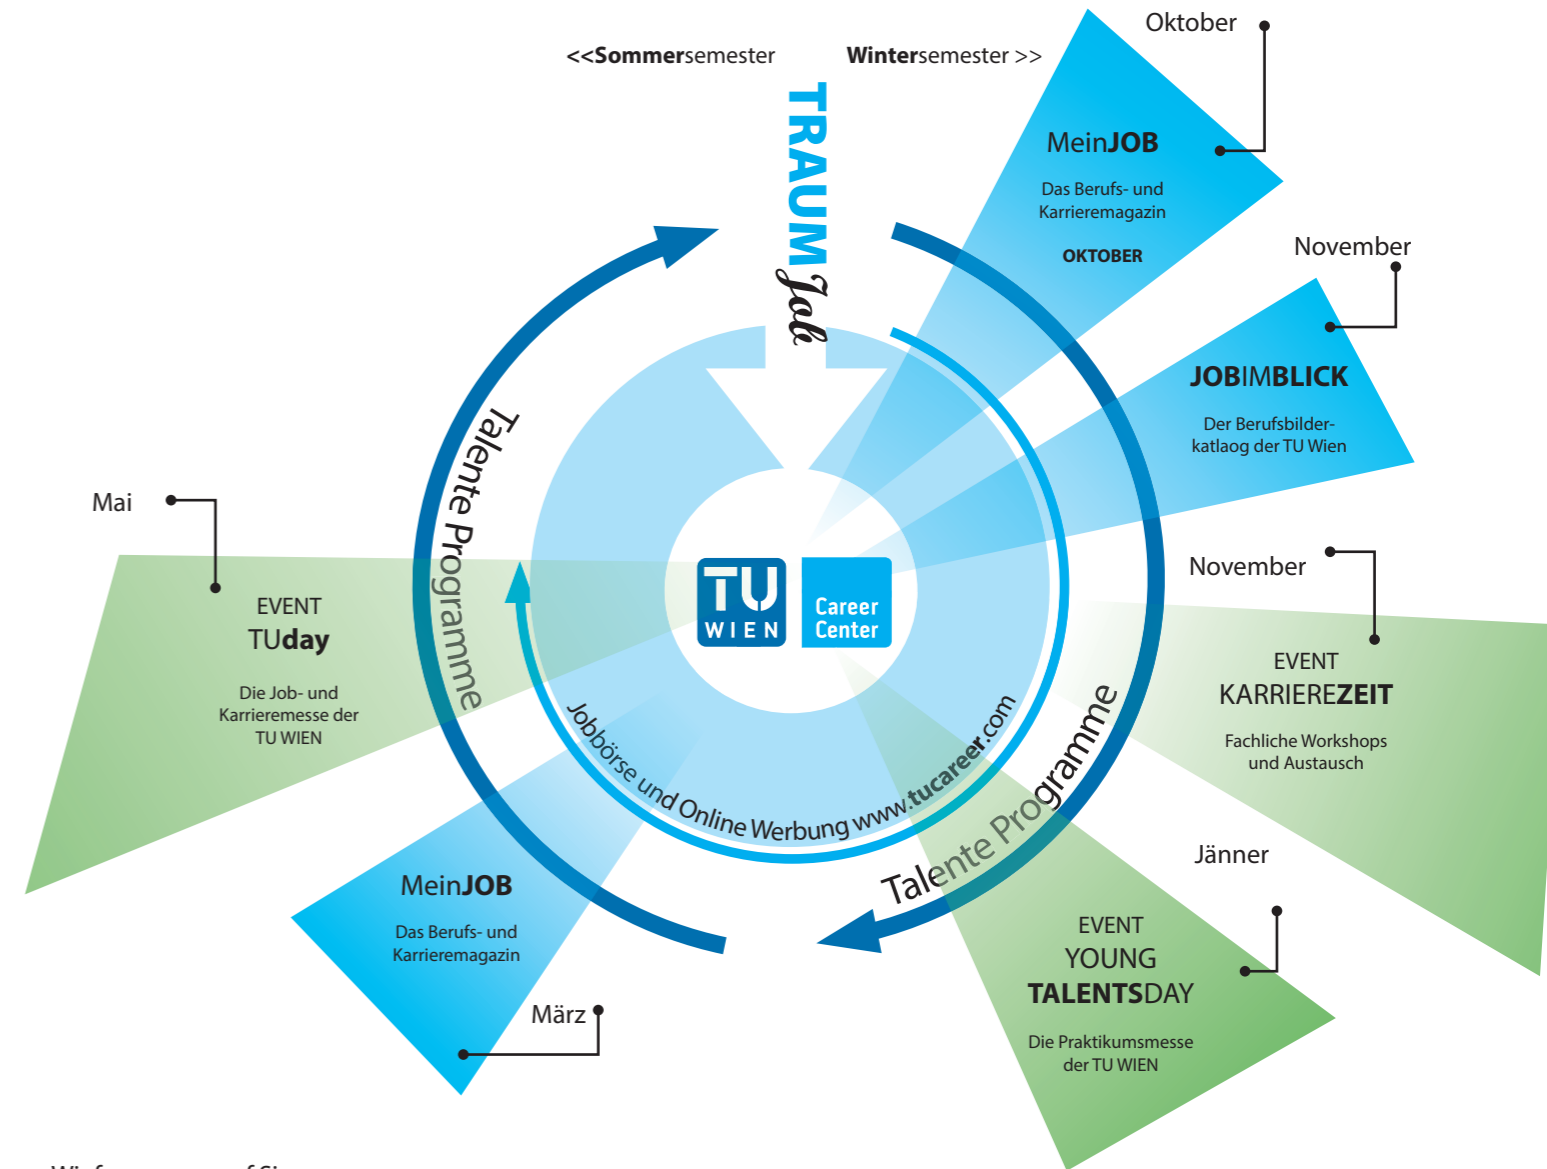 <<Sommersemester
Wintersemester >>
TRAUM
Job
Oktober
MeinJOB
Das Berufs- und
Karrieremagazin
OKTOBER
November
JOBIMBLICK
Der Berufsbilder-
katlaog der TU Wien
November
EVENT
KARRIEREZEIT
Fachliche Workshops
und Austausch
Jänner
EVENT
YOUNG
TALENTSDAY
Die Praktikumsmesse
der TU WIEN
März
MeinJOB
Das Berufs- und
Karrieremagazin
Mai
EVENT
TUday
Die Job- und
Karrieremesse der
TU WIEN
Talente Programme
Talente Programme
Jobbörse und Online Werbung www.tucareer.com
TU
WIEN
Career
Center